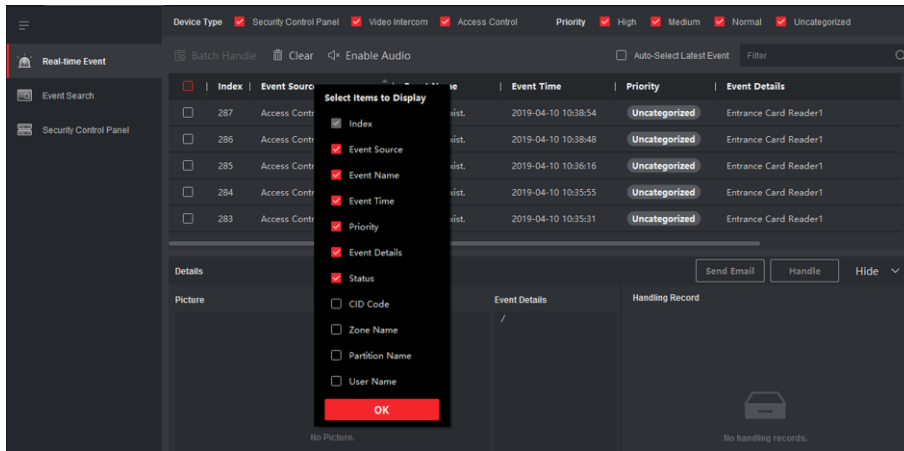 Device Type Security Control Panel Video Intercom Access Control Priority High Medium Normal Uncategorized
Real-time Event
Event Search
Security Control Panel
Batch Handle Clear Enable Audio Auto-Select Latest Event Filter
Index Event Source Event Time Priority Event Details
287 Access Contr xist. 2019-04-10 10:38:54 Uncategorized Entrance Card Reader1
286 Access Contr xist. 2019-04-10 10:38:48 Uncategorized Entrance Card Reader1
285 Access Contr xist. 2019-04-10 10:36:16 Uncategorized Entrance Card Reader1
284 Access Contr xist. 2019-04-10 10:35:55 Uncategorized Entrance Card Reader1
283 Access Contr xist. 2019-04-10 10:35:31 Uncategorized Entrance Card Reader1
Select Items to Display
Index
Event Source
Event Name
Event Time
Priority
Event Details
Status
CID Code
Zone Name
Partition Name
User Name
OK
Details Send Email Handle Hide
Picture Event Details Handling Record
/
No Picture. No handling records.